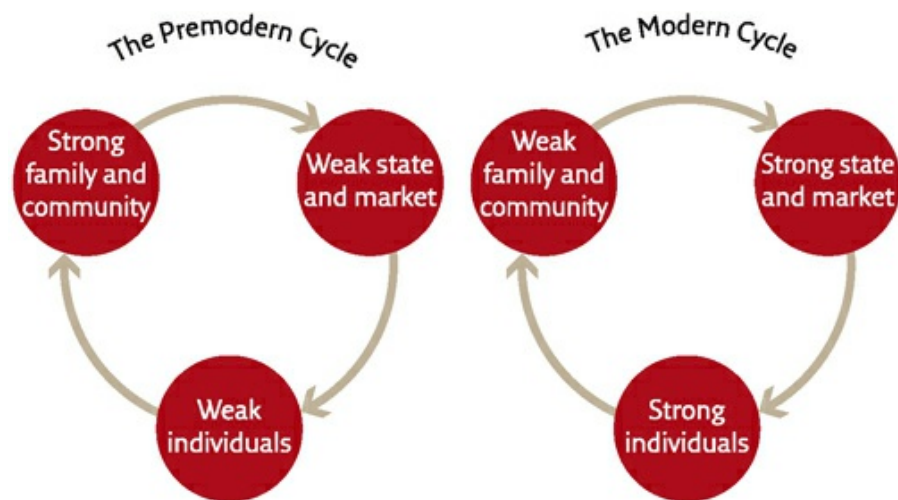 The Premodern Cycle
Strong
family and
community
Weak state
and market
Weak
individuals
The Modern Cycle
Weak
family and
community
Strong state
and market
Strong
individuals